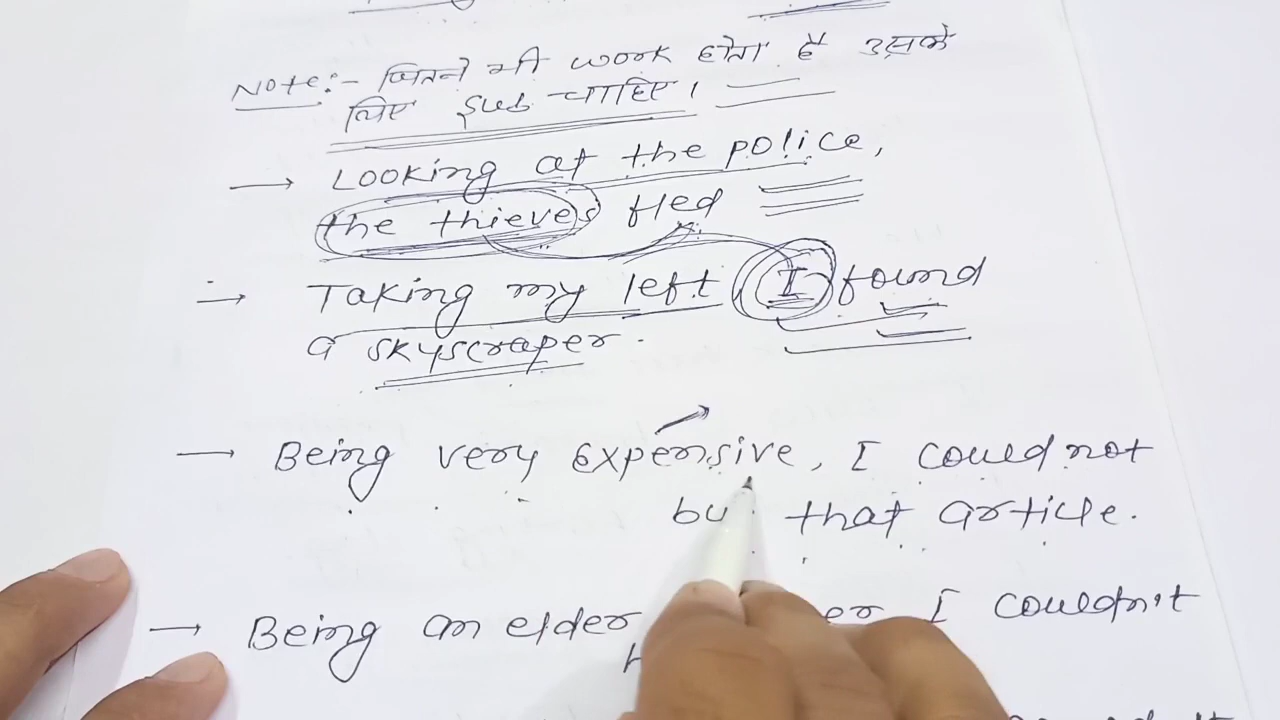 Note:- जितने भी work होता है उसके
लिए sub चाहिए।
→ Looking at the police,
the thieves fled
→ Taking my left I found
a skyscraper.
→ Being very expensive, I could not
that article.
→ Being an elder I couldn't